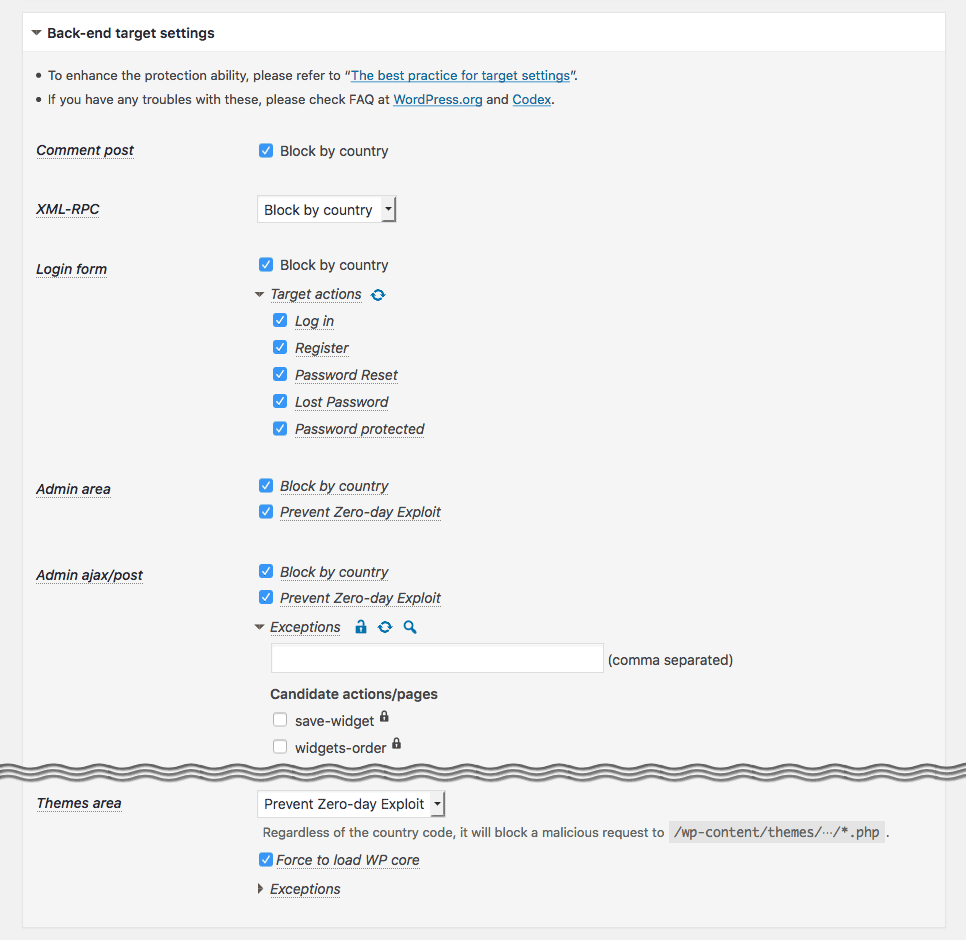 Back-end target settings
• To enhance the protection ability, please refer to “The best practice for target settings”.
• If you have any troubles with these, please check FAQ at WordPress.org and Codex.
Comment post
Block by country
XML-RPC
Block by country
Login form
Block by country
Target actions
Log in
Register
Password Reset
Lost Password
Password protected
Admin area
Block by country
Prevent Zero-day Exploit
Admin ajax/post
Block by country
Prevent Zero-day Exploit
Exceptions
(comma separated)
Candidate actions/pages
save-widget
widgets-order
Themes area
Prevent Zero-day Exploit
Regardless of the country code, it will block a malicious request to /wp-content/themes/···/*.php .
Force to load WP core
Exceptions